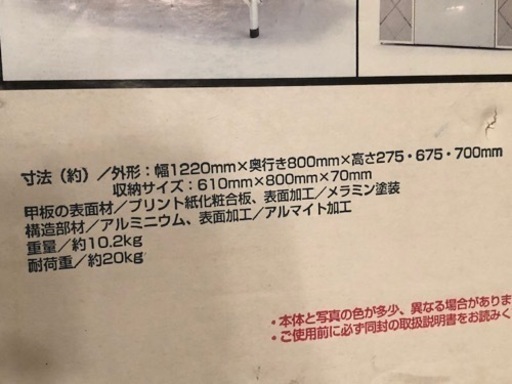 寸法（約）／外形：幅1220mm×奥行き800mm×高さ275・675・700mm
収納サイズ：610mm×800mm×70mm
甲板の表面材／プリント紙化粧合板、表面加工／メラミン塗装
構造部材／アルミニウム、表面加工／アルマイト加工
重量／約10.2kg
耐荷重／約20kg
・本体と写真の色が多少、異なる場合がありま
・ご使用前に必ず同封の取扱説明書をお読みく